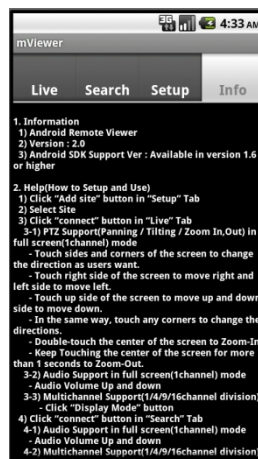 3G 4:33 AM
mViewer
Live Search Setup Info
1. Information
1) Android Remote Viewer
2) Version : 2.0
3) Android SDK Support Ver : Available in version 1.6
or higher
2. Help(How to Setup and Use)
1) Click "Add site" button in "Setup" Tab
2) Select Site
3) Click "connect" button in "Live" Tab
3-1) PTZ Support(Panning / Tilting / Zoom In,Out) in
full screen(1channel) mode
- Touch sides and corners of the screen to change
the direction as users want.
- Touch right side of the screen to move right and
left side to move left.
- Touch up side of the screen to move up and down
side to move down.
- In the same way, touch any corners to change the
directions.
- Double-touch the center of the screen to Zoom-In
- Keep Touching the center of the screen for more
than 1 seconds to Zoom-Out.
3-2) Audio Support in full screen(1channel) mode
- Audio Volume Up and down
3-3) Multichannel Support(1/4/9/16channel division)
- Click "Display Mode" button
4) Click "connect" button in "Search" Tab
4-1) Audio Support in full screen(1channel) mode
- Audio Volume Up and down
4-2) Multichannel Support(1/4/9/16channel division)